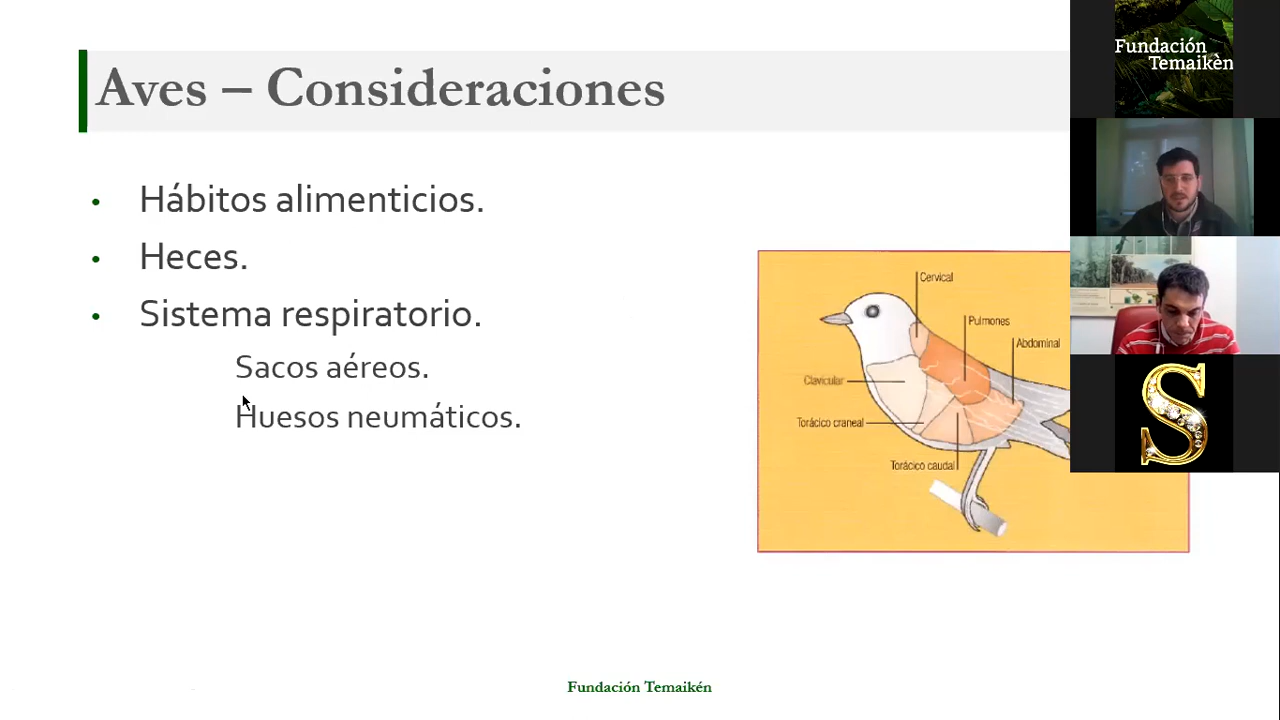 Aves – Consideraciones
• Hábitos alimenticios.
• Heces.
• Sistema respiratorio.
Sacos aéreos.
Huesos neumáticos.
Cervical
Pulmones
Abdominal
Clavicular
Torácico craneal
Torácico caudal
Fundación Temaikén
Fundación
Temaikèn
S